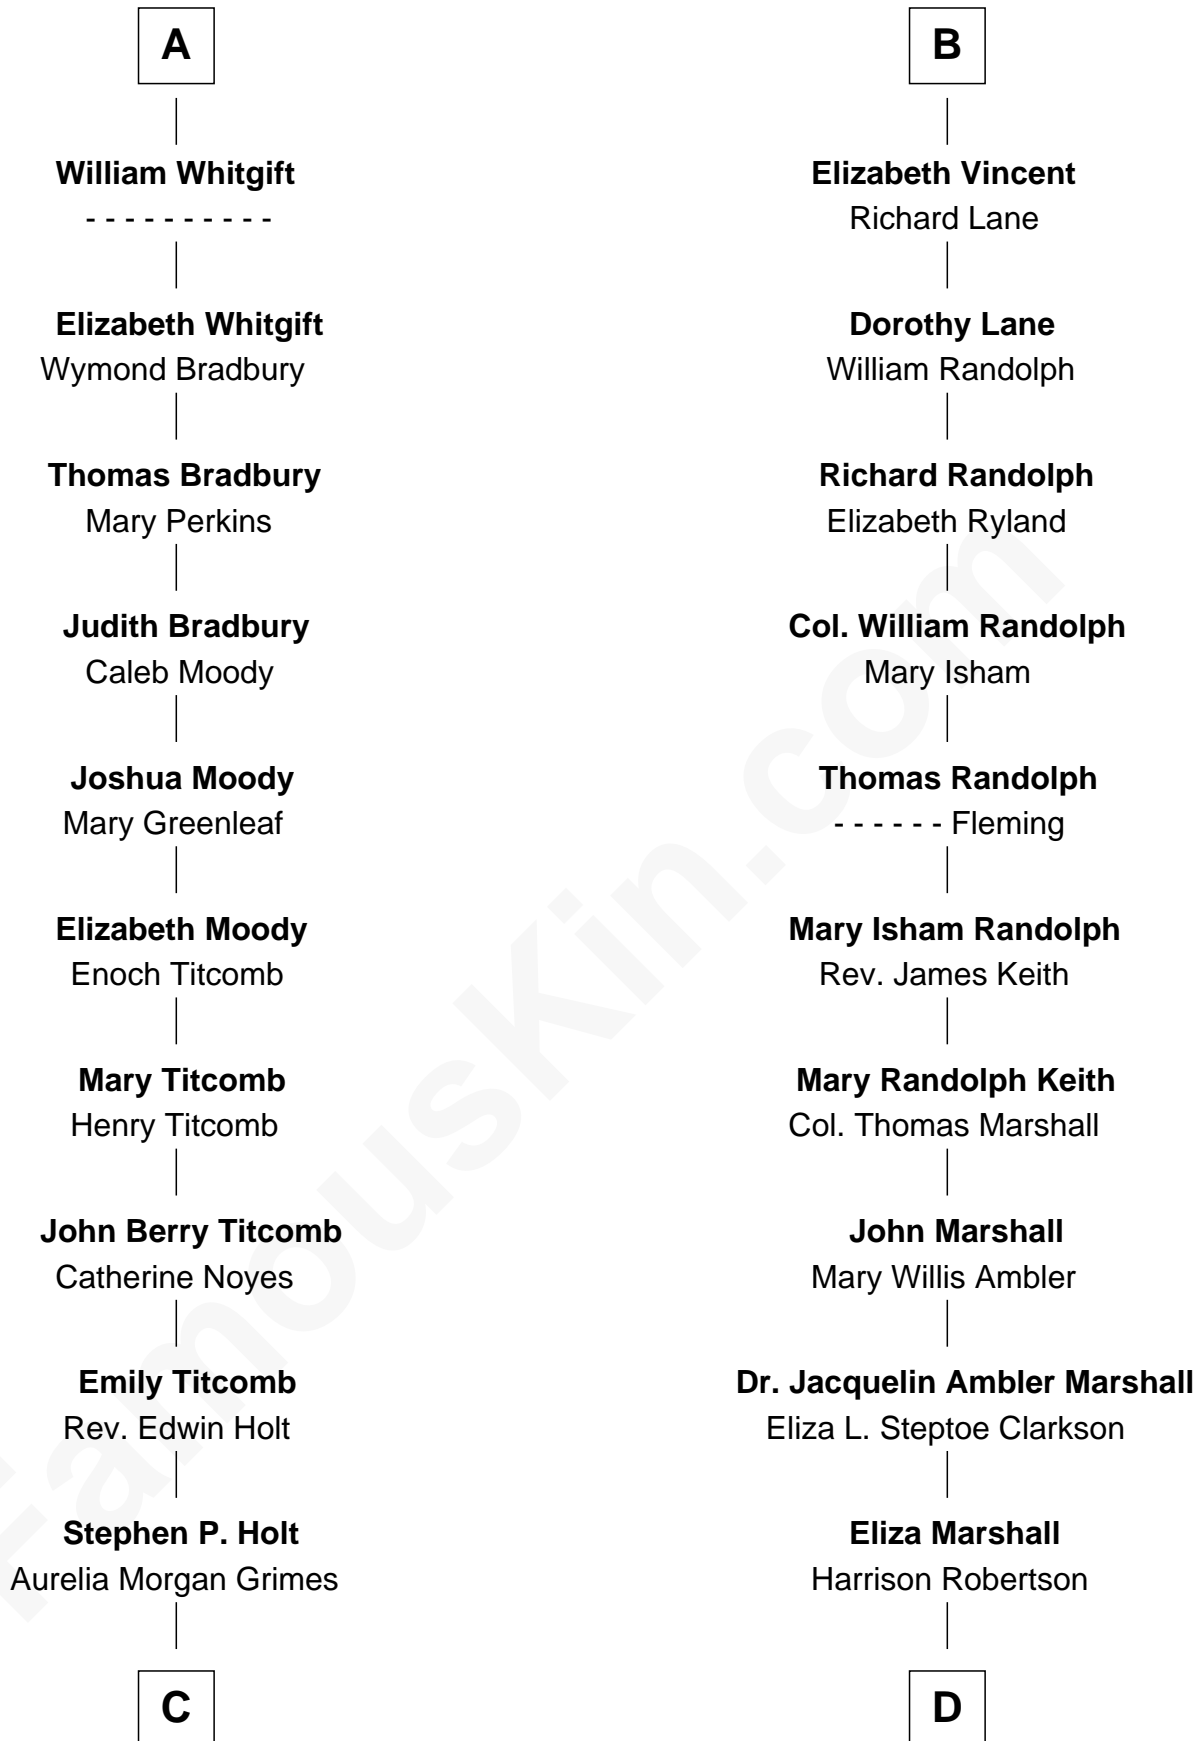 A
William Whitgift
- - - - - - - - - -
Elizabeth Whitgift
Wymond Bradbury
Thomas Bradbury
Mary Perkins
Judith Bradbury
Caleb Moody
Joshua Moody
Mary Greenleaf
Elizabeth Moody
Enoch Titcomb
Mary Titcomb
Henry Titcomb
John Berry Titcomb
Catherine Noyes
Emily Titcomb
Rev. Edwin Holt
Stephen P. Holt
Aurelia Morgan Grimes
C
B
Elizabeth Vincent
Richard Lane
Dorothy Lane
William Randolph
Richard Randolph
Elizabeth Ryland
Col. William Randolph
Mary Isham
Thomas Randolph
- - - - - - Fleming
Mary Isham Randolph
Rev. James Keith
Mary Randolph Keith
Col. Thomas Marshall
John Marshall
Mary Willis Ambler
Dr. Jacquelin Ambler Marshall
Eliza L. Steptoe Clarkson
Eliza Marshall
Harrison Robertson
D
FamousKin.com